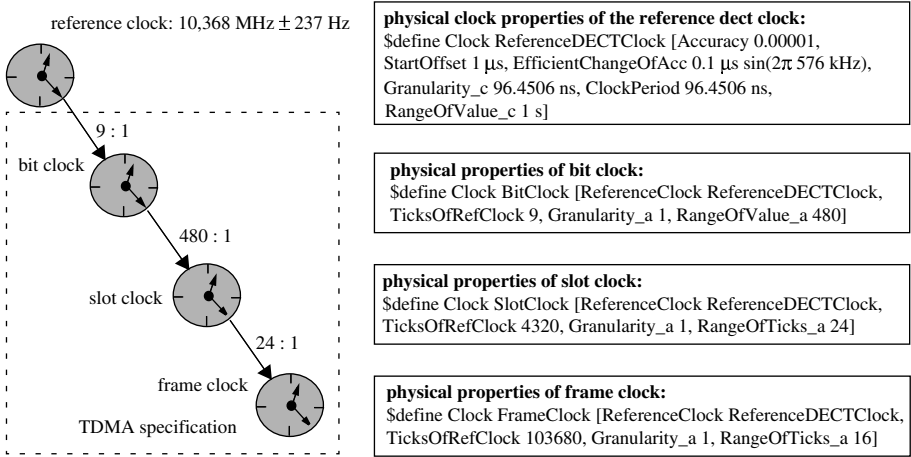 reference clock: 10,368 MHz ± 237 Hz
9 : 1
bit clock
480 : 1
slot clock
24 : 1
frame clock
TDMA specification
physical clock properties of the reference dect clock:
$define Clock ReferenceDECTClock [Accuracy 0.00001,
StartOffset 1 μs, EfficientChangeOfAcc 0.1 μs sin(2π 576 kHz),
Granularity_c 96.4506 ns, ClockPeriod 96.4506 ns,
RangeOfValue_c 1 s]
physical properties of bit clock:
$define Clock BitClock [ReferenceClock ReferenceDECTClock,
TicksOfRefClock 9, Granularity_a 1, RangeOfValue_a 480]
physical properties of slot clock:
$define Clock SlotClock [ReferenceClock ReferenceDECTClock,
TicksOfRefClock 4320, Granularity_a 1, RangeOfTicks_a 24]
physical properties of frame clock:
$define Clock FrameClock [ReferenceClock ReferenceDECTClock,
TicksOfRefClock 103680, Granularity_a 1, RangeOfTicks_a 16]